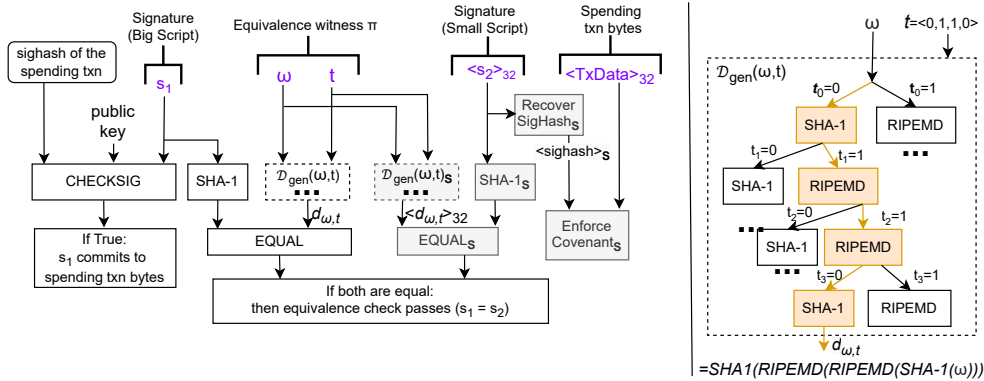 Signature
(Big Script)
Equivalence witness π
Signature
(Small Script)
Spending
txn bytes
sighash of the
spending txn
s1
ω
t
<s2>32
<TxData>32
public
key
Recover
SigHashS
<sighash>S
CHECKSIG
SHA-1
𝒟gen(ω,t)
...
𝒟gen(ω,t)S
...
SHA-1S
dω,t
<dω,t>32
Enforce
CovenantS
If True:
s1 commits to
spending txn bytes
EQUAL
EQUALS
If both are equal:
then equivalence check passes (s1 = s2)
ω
t=<0,1,1,0>
𝒟gen(ω,t)
t0=0
t0=1
SHA-1
RIPEMD
...
t1=0
t1=1
SHA-1
RIPEMD
t2=0
t2=1
...
SHA-1
RIPEMD
...
t3=0
t3=1
SHA-1
RIPEMD
dω,t
=SHA1(RIPEMD(RIPEMD(SHA-1(ω)))